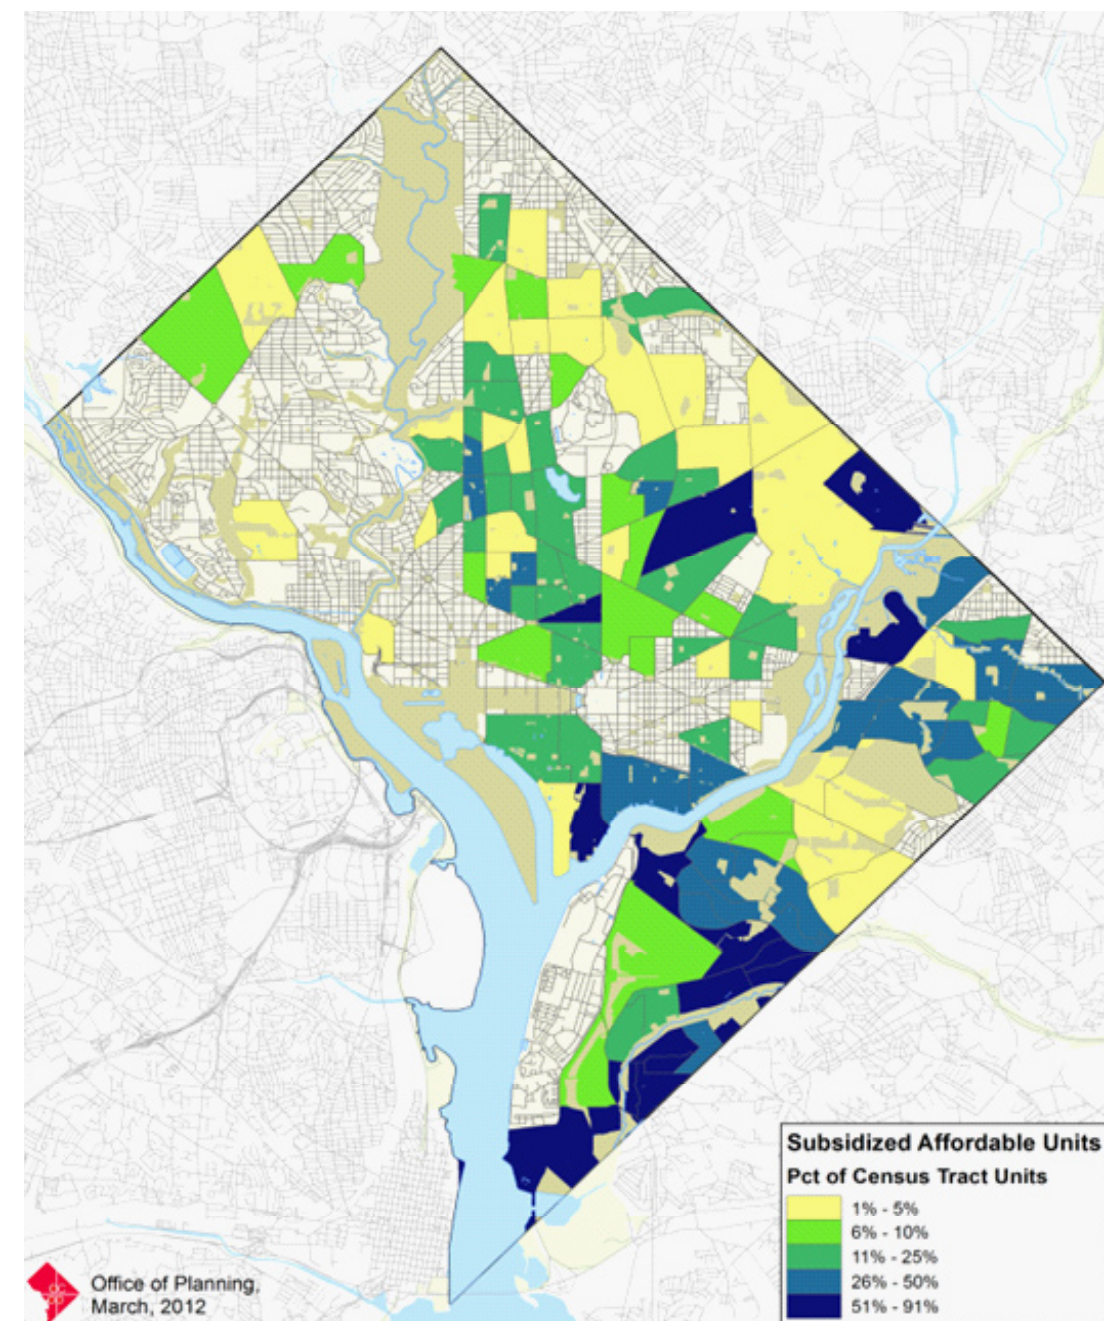 Subsidized Affordable Units
Pct of Census Tract Units
1% - 5%
6% - 10%
11% - 25%
26% - 50%
51% - 91%
Office of Planning,
March, 2012